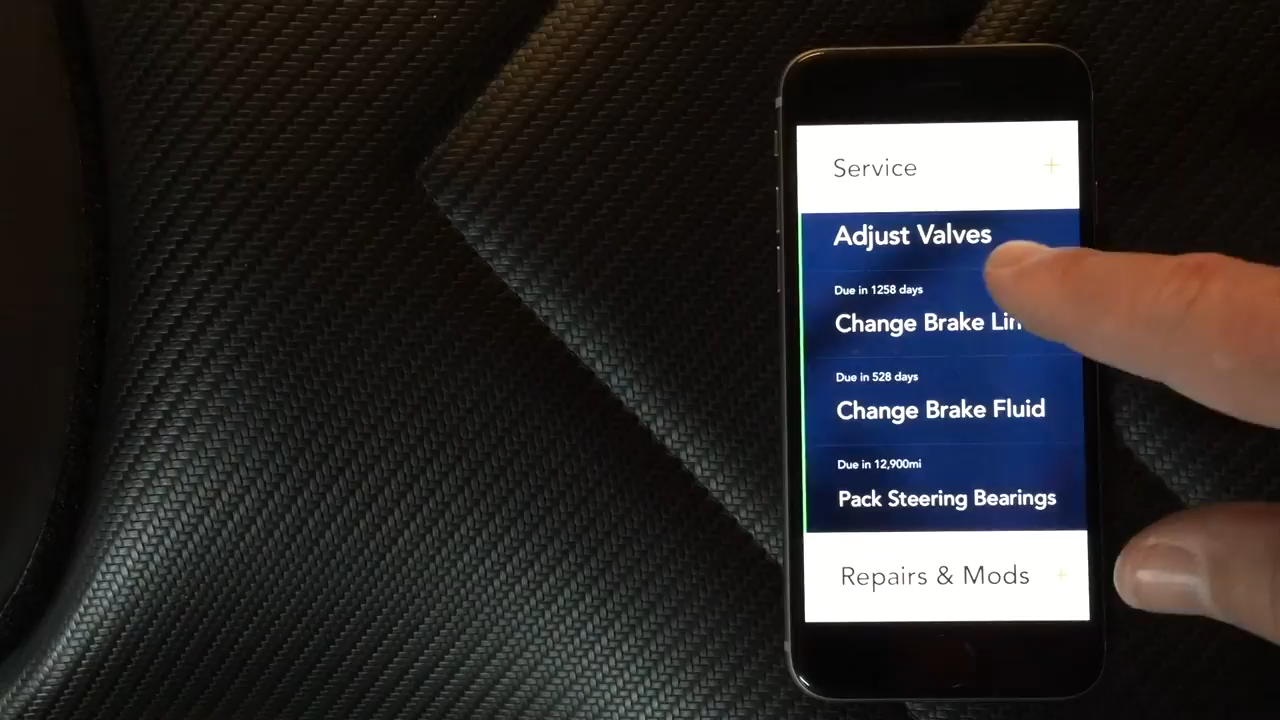 Service +
Adjust Valves
Due in 1258 days
Change Brake
Due in 528 days
Change Brake Fluid
Due in 12,900mi
Pack Steering Bearings
Repairs & Mods +